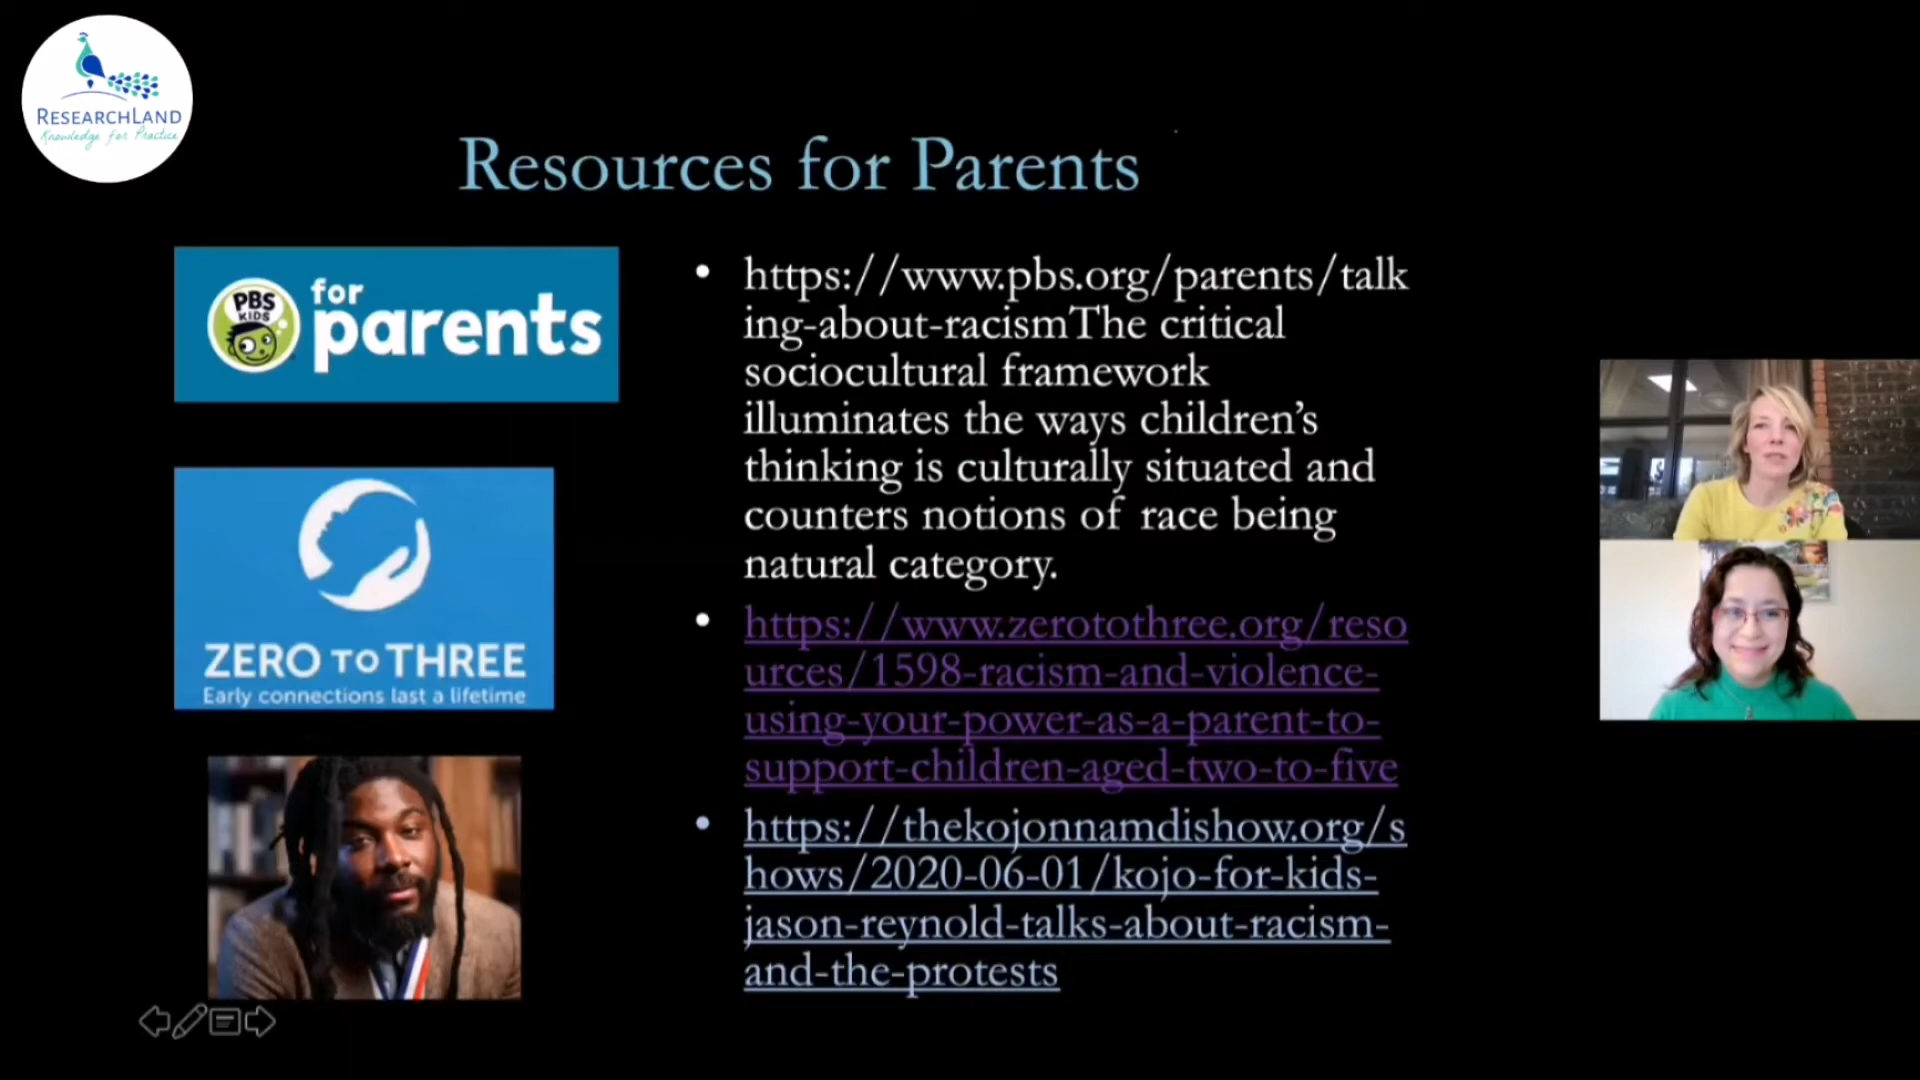 RESEARCHLAND
Knowledge For Practice
Resources for Parents
PBS
KIDS
for
parents
ZERO TO THREE
Early connections last a lifetime
• https://www.pbs.org/parents/talk
ing-about-racismThe critical
sociocultural framework
illuminates the ways children’s
thinking is culturally situated and
counters notions of race being
natural category.
• https://www.zerotothree.org/reso
urces/1598-racism-and-violence-
using-your-power-as-a-parent-to-
support-children-aged-two-to-five
• https://thekojonnamdishow.org/s
hows/2020-06-01/kojo-for-kids-
jason-reynold-talks-about-racism-
and-the-protests